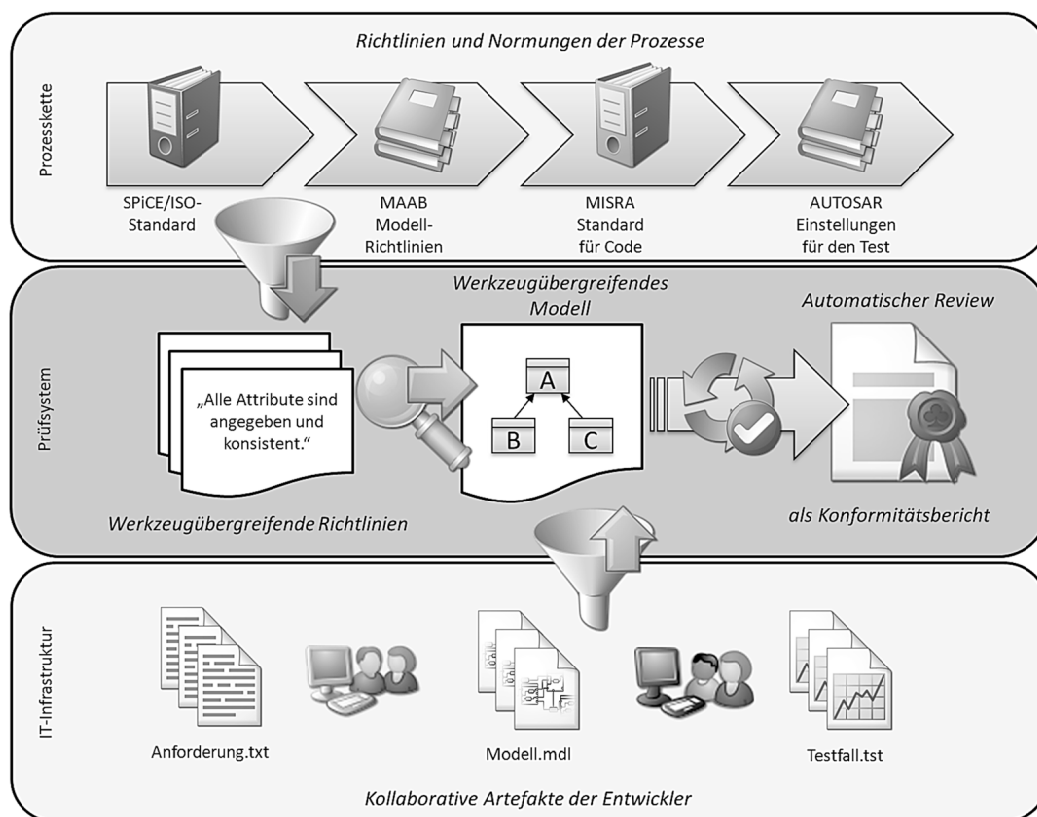 Richtlinien und Normungen der Prozesse
Prozesskette
SPiCE/ISO-
Standard
MAAB
Modell-
Richtlinien
MISRA
Standard
für Code
AUTOSAR
Einstellungen
für den Test
Prüfsystem
Werkzeugübergreifendes
Modell
Automatischer Review
„Alle Attribute sind
angegeben und
konsistent.“
A
B
C
Werkzeugübergreifende Richtlinien
als Konformitätsbericht
IT-Infrastruktur
Anforderung.txt
Modell.mdl
Testfall.tst
Kollaborative Artefakte der Entwickler